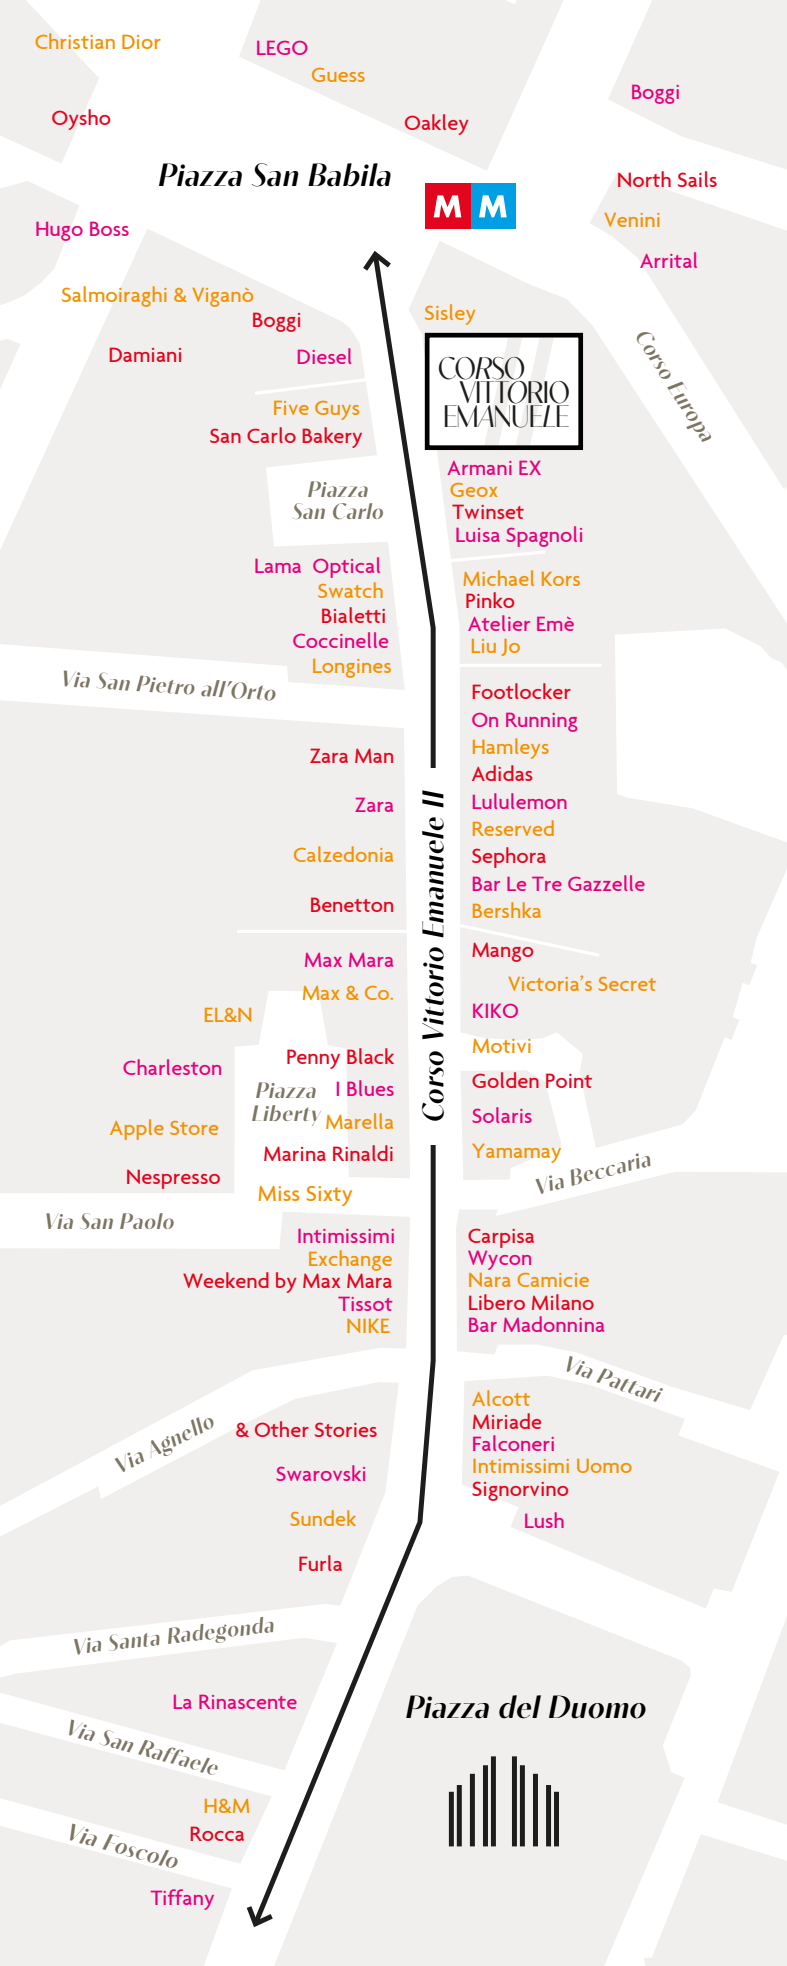 Christian Dior
LEGO
Guess
Boggi
Oysho
Oakley
Piazza San Babila
M M
North Sails
Venini
Hugo Boss
Arrital
Salmoiraghi & Viganò
Sisley
Boggi
Damiani
Diesel
CORSO
VITTORIO
EMANUELE
Corso Europa
Five Guys
San Carlo Bakery
Piazza
San Carlo
Armani EX
Geox
Twinset
Luisa Spagnoli
Lama Optical
Swatch
Bialetti
Coccinelle
Longines
Michael Kors
Pinko
Atelier Emè
Liu Jo
Via San Pietro all'Orto
Footlocker
On Running
Hamleys
Adidas
Lululemon
Reserved
Sephora
Bar Le Tre Gazzelle
Bershka
Zara Man
Zara
Calzedonia
Benetton
Corso Vittorio Emanuele II
Max Mara
Max & Co.
EL&N
Charleston
Penny Black
Piazza
Liberty
I Blues
Marella
Apple Store
Marina Rinaldi
Nespresso
Miss Sixty
Mango
Victoria's Secret
KIKO
Motivi
Golden Point
Solaris
Yamamay
Via Beccaria
Via San Paolo
Intimissimi
Exchange
Weekend by Max Mara
Tissot
NIKE
Carpisa
Wycon
Nara Camicie
Libero Milano
Bar Madonnina
Via Pattari
Via Agnello
& Other Stories
Swarovski
Sundek
Furla
Alcott
Miriade
Falconeri
Intimissimi Uomo
Signorvino
Lush
Via Santa Radegonda
La Rinascente
Piazza del Duomo
Via San Raffaele
H&M
Rocca
Via Foscolo
Tiffany